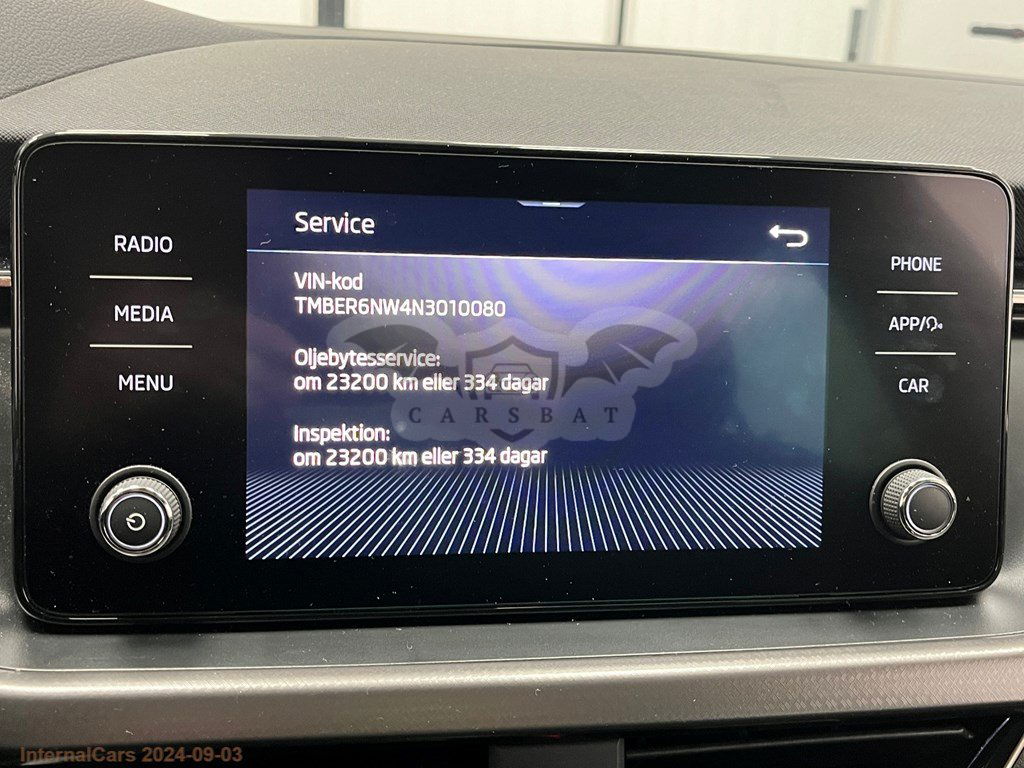 RADIO
MEDIA
MENU
Service
VIN-kod
TMBER6NW4N3010080
Oljebytesservice:
om 23200 km eller 334 dagar
Inspektion:
om 23200 km eller 334 dagar
CARSBAT
PHONE
APP/
CAR
InternalCars 2024-09-03